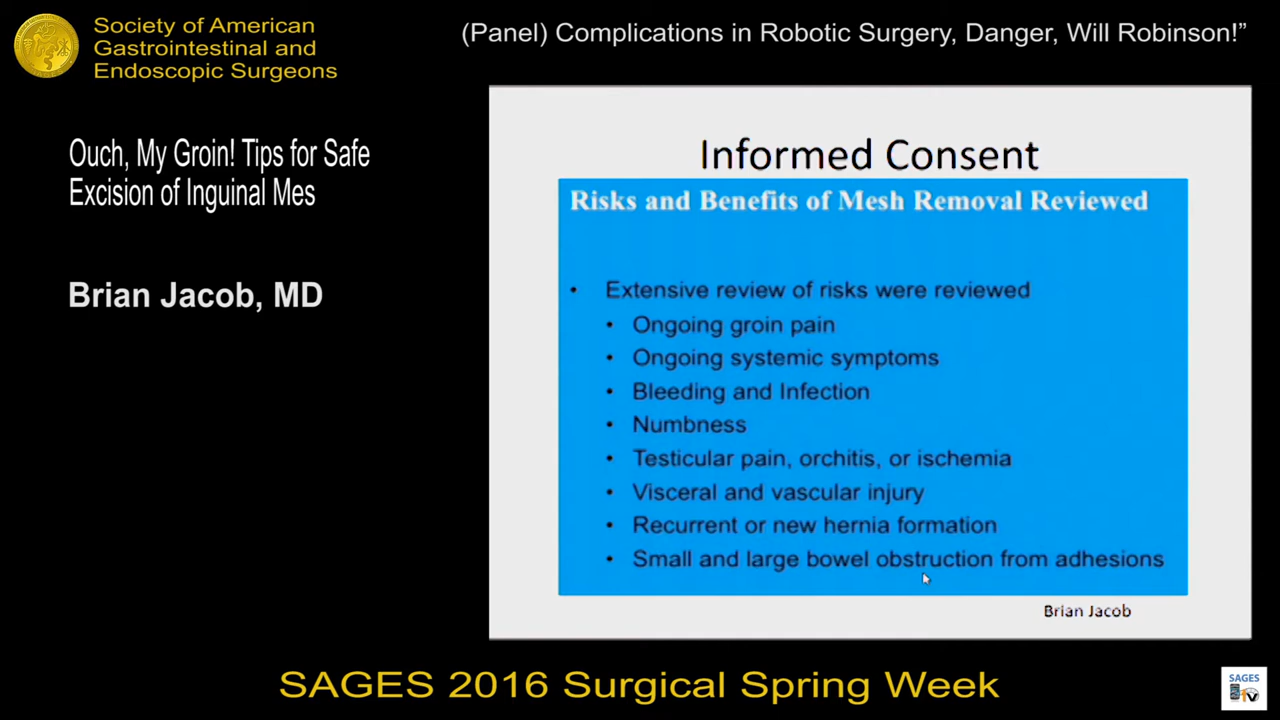 Society of American
Gastrointestinal and
Endoscopic Surgeons
(Panel) Complications in Robotic Surgery, Danger, Will Robinson!”
Ouch, My Groin! Tips for Safe
Excision of Inguinal Mes
Brian Jacob, MD
Informed Consent
Risks and Benefits of Mesh Removal Reviewed
• Extensive review of risks were reviewed
• Ongoing groin pain
• Ongoing systemic symptoms
• Bleeding and Infection
• Numbness
• Testicular pain, orchitis, or ischemia
• Visceral and vascular injury
• Recurrent or new hernia formation
• Small and large bowel obstruction from adhesions
Brian Jacob
SAGES 2016 Surgical Spring Week
SAGES
TV